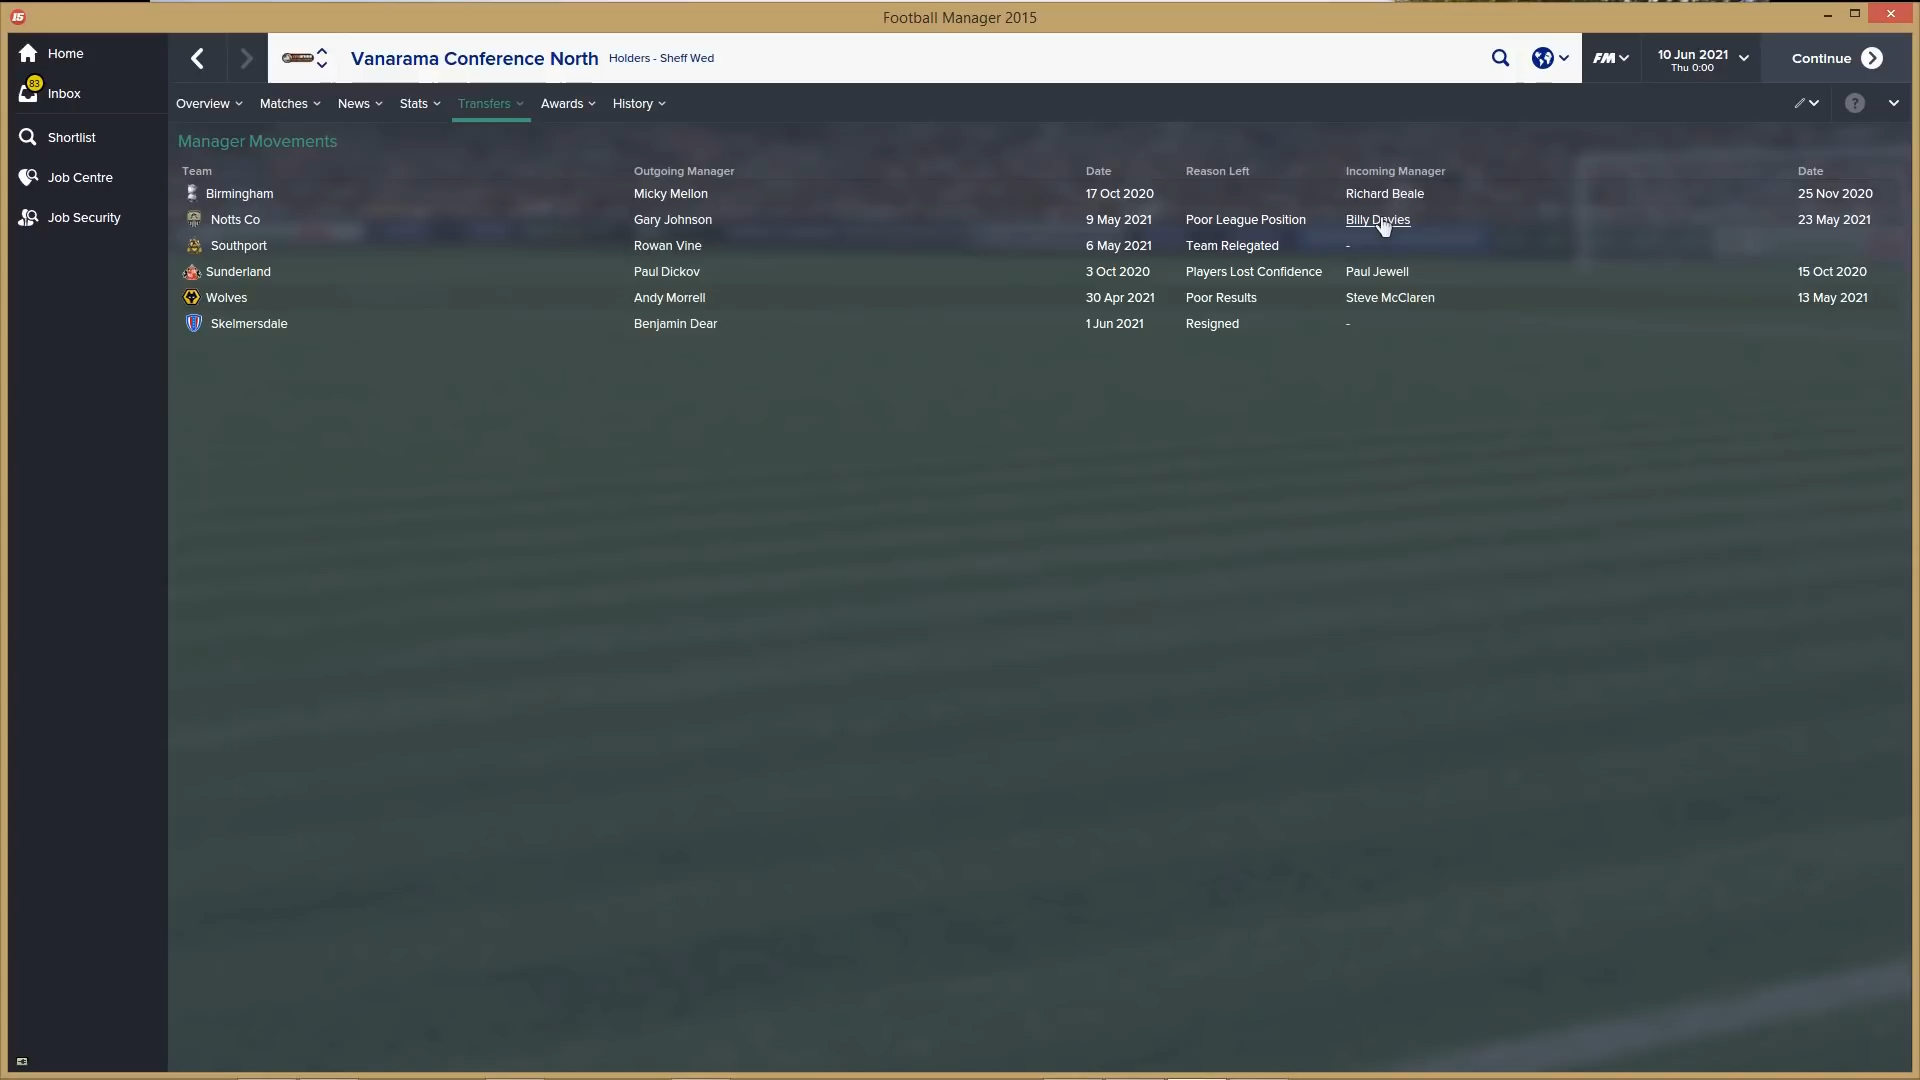 Football Manager 2015
Home
Inbox
83
Shortlist
Job Centre
Job Security
Vanarama Conference North Holders - Sheff Wed
FM
10 Jun 2021
Thu 0:00
Continue
Overview Matches News Stats Transfers Awards History
?
Manager Movements
Team Outgoing Manager Date Reason Left Incoming Manager Date
Birmingham Micky Mellon 17 Oct 2020 Richard Beale 25 Nov 2020
Notts Co Gary Johnson 9 May 2021 Poor League Position Billy Davies 23 May 2021
Southport Rowan Vine 6 May 2021 Team Relegated -
Sunderland Paul Dickov 3 Oct 2020 Players Lost Confidence Paul Jewell 15 Oct 2020
Wolves Andy Morrell 30 Apr 2021 Poor Results Steve McClaren 13 May 2021
Skelmersdale Benjamin Dear 1 Jun 2021 Resigned -